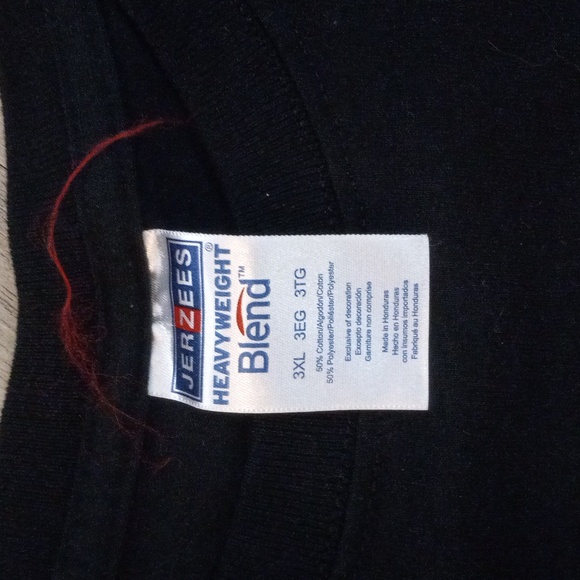 JERZEES®
HEAVYWEIGHT
Blend™
3XL 3EG 3TG
50% Cotton/Algodón/Coton
50% Polyester/Poliéster/Polyester
Exclusive of decoration
Excepto decoración
Garniture non comprise
Made in Honduras
Hecho en Honduras
con insumos importados
Fabriqué au Honduras